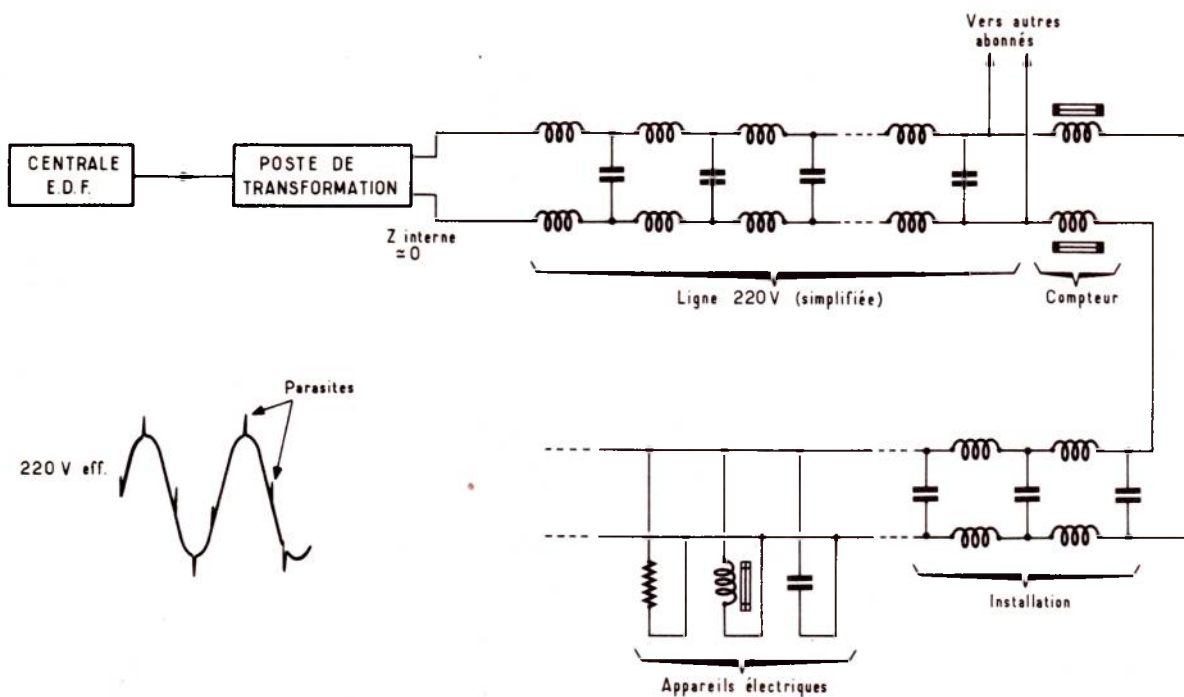 Vers autres
abonnés
CENTRALE
E.D.F.
POSTE DE
TRANSFORMATION
Z interne
≃0
Ligne 220V (simplifiée)
Compteur
Parasites
220 V eff.
Installation
Appareils électriques